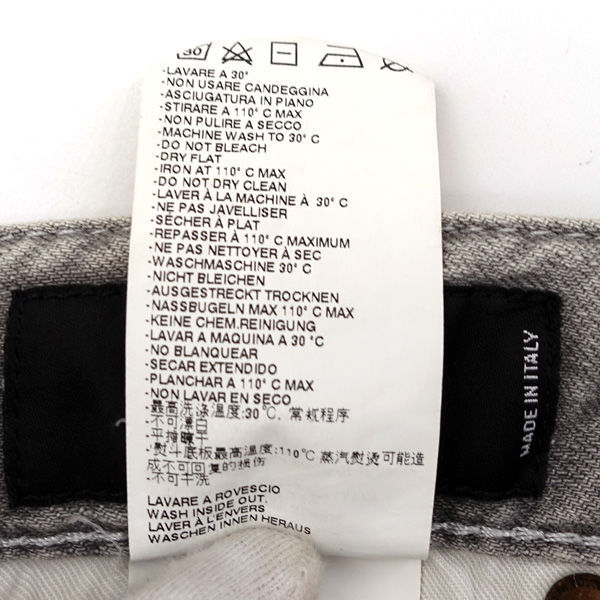 30
-LAVARE A 30°
-NON USARE CANDEGGINA
-ASCIUGATURA IN PIANO
-STIRARE A 110° C MAX
-NON PULIRE A SECCO
-MACHINE WASH TO 30° C
-DO NOT BLEACH
-DRY FLAT
-IRON AT 110° C MAX
-DO NOT DRY CLEAN
-LAVER À LA MACHINE À 30° C
-NE PAS JAVELLISER
-SÉCHER À PLAT
-REPASSER À 110° C MAXIMUM
-NE PAS NETTOYER À SEC
-WASCHMASCHINE 30° C
-NICHT BLEICHEN
-AUSGESTRECKT TROCKNEN
-NASSBUGELN MAX 110° C MAX
-KEINE CHEM.REINIGUNG
-LAVAR A MAQUINA A 30 °C
-NO BLANQUEAR
-SECAR EXTENDIDO
-PLANCHAR A 110° C MAX
-NO LAVAR EN SECO
-最高洗涤温度:30°C, 常规程序
-不可漂白
-平摊晾干
-熨斗底板最高温度:110°C 蒸汽熨烫可能造
成不可回复的损伤
-不可干洗
LAVARE A ROVESCIO
WASH INSIDE OUT,
LAVER À L'ENVERS
WASCHEN INNEN HERAUS
MADE IN ITALY